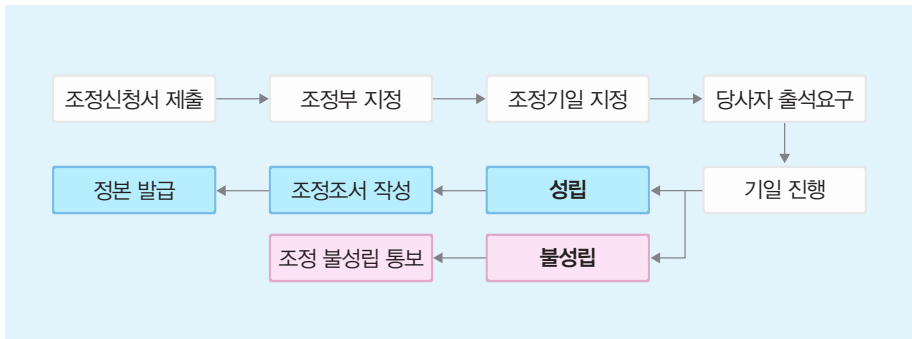 조정신청서 제출
조정부 지정
조정기일 지정
당사자 출석요구
정본 발급
조정조서 작성
성립
기일 진행
조정 불성립 통보
불성립